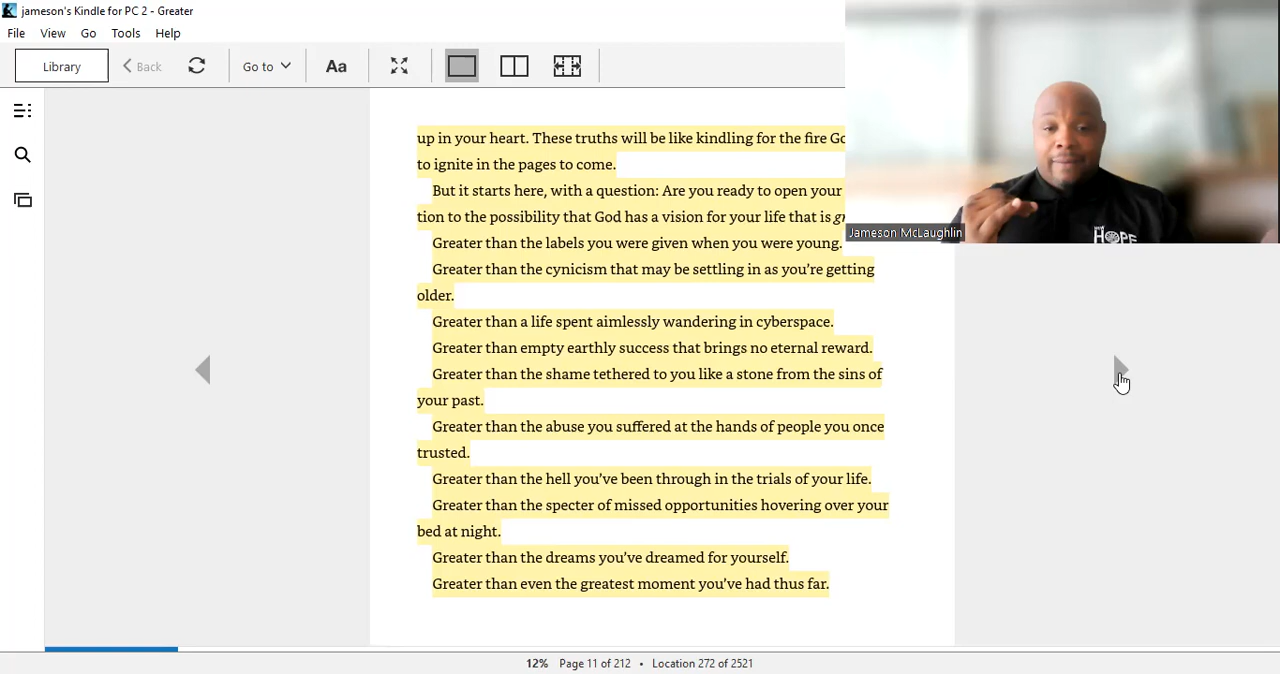 jameson's Kindle for PC 2 - Greater
File View Go Tools Help
Library Back Go to Aa
up in your heart. These truths will be like kindling for the fire
to ignite in the pages to come.
But it starts here, with a question: Are you ready to open your
tion to the possibility that God has a vision for your life that is
Greater than the labels you were given when you were young.
Greater than the cynicism that may be settling in as you're getting
older.
Greater than a life spent aimlessly wandering in cyberspace.
Greater than empty earthly success that brings no eternal reward.
Greater than the shame tethered to you like a stone from the sins of
your past.
Greater than the abuse you suffered at the hands of people you once
trusted.
Greater than the hell you've been through in the trials of your life.
Greater than the specter of missed opportunities hovering over your
bed at night.
Greater than the dreams you've dreamed for yourself.
Greater than even the greatest moment you've had thus far.
Jameson McLaughlin
HOPE
12% Page 11 of 212 • Location 272 of 2521